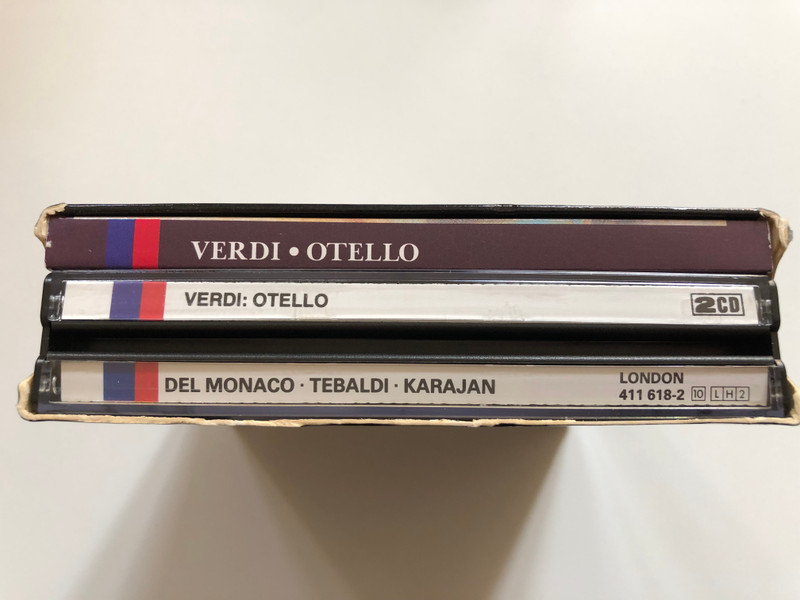 VERDI • OTELLO
VERDI: OTELLO
2CD
DEL MONACO · TEBALDI · KARAJAN
LONDON
411 618-2 10 L H 2